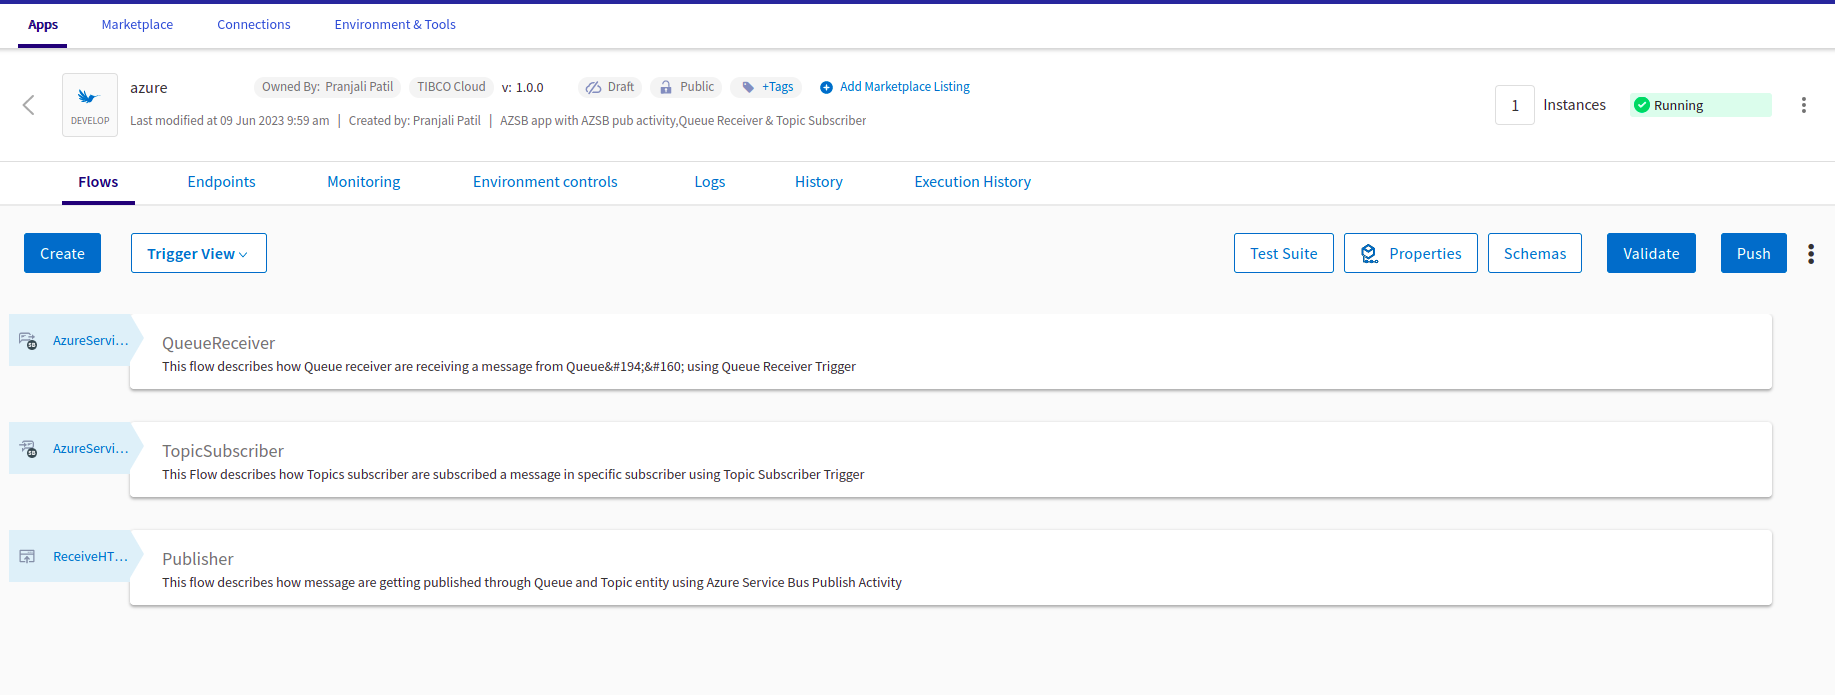 Apps Marketplace Connections Environment & Tools
azure Owned By: Pranjali Patil TIBCO Cloud v: 1.0.0 Draft Public +Tags Add Marketplace Listing
DEVELOP
Last modified at 09 Jun 2023 9:59 am | Created by: Pranjali Patil | AZSB app with AZSB pub activity,Queue Receiver & Topic Subscriber
1 Instances Running
Flows Endpoints Monitoring Environment controls Logs History Execution History
Create Trigger View Test Suite Properties Schemas Validate Push
AzureServi...
QueueReceiver
This flow describes how Queue receiver are receiving a message from Queue&#194;&#160; using Queue Receiver Trigger
AzureServi...
TopicSubscriber
This Flow describes how Topics subscriber are subscribed a message in specific subscriber using Topic Subscriber Trigger
ReceiveHT...
Publisher
This flow describes how message are getting published through Queue and Topic entity using Azure Service Bus Publish Activity